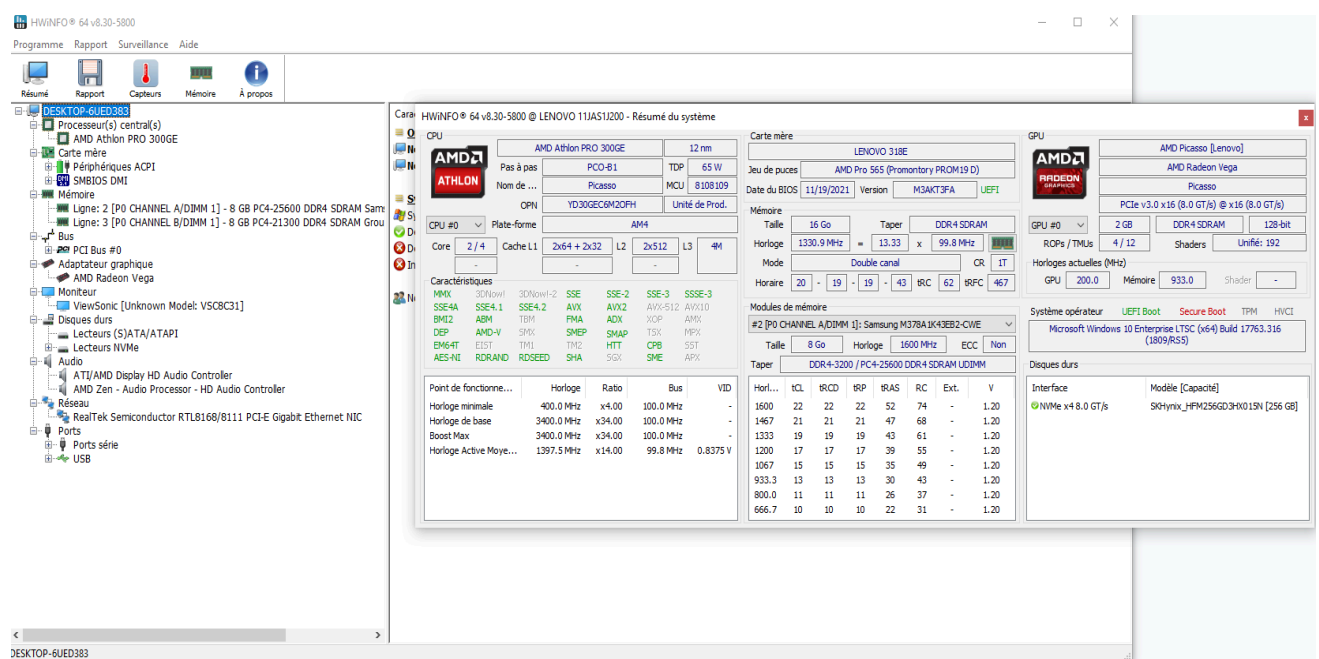 HWiNFO® 64 v8.30-5800
Programme Rapport Surveillance Aide
Résumé Rapport Capteurs Mémoire À propos
DESKTOP-6UED383
Processeur(s) central(s)
AMD Athlon PRO 300GE
Carte mère
Périphériques ACPI
SMBIOS DMI
Mémoire
Ligne: 2 [P0 CHANNEL A/DIMM 1] - 8 GB PC4-25600 DDR4 SDRAM Sam
Ligne: 3 [P0 CHANNEL B/DIMM 1] - 8 GB PC4-21300 DDR4 SDRAM Grou
Bus
PCI Bus #0
Adaptateur graphique
AMD Radeon Vega
Moniteur
ViewSonic [Unknown Model: VSC8C31]
Disques durs
Lecteurs (S)ATA/ATAPI
Lecteurs NVMe
Audio
ATI/AMD Display HD Audio Controller
AMD Zen - Audio Processor - HD Audio Controller
Réseau
RealTek Semiconductor RTL8168/8111 PCI-E Gigabit Ethernet NIC
Ports
Ports série
USB
DESKTOP-6UED383
HWiNFO® 64 v8.30-5800 @ LENOVO 11JAS1J200 - Résumé du système
CPU
AMD ATHLON
AMD Athlon PRO 300GE 12 nm
Pas à pas PCO-B1 TDP 65 W
Nom de ... Picasso MCU 8108109
OPN YD30GEC6M2OFH Unité de Prod.
CPU #0 Plate-forme AM4
Core 2 / 4 Cache L1 2x64 + 2x32 L2 2x512 L3 4M
- - -
Caractéristiques
MMX 3DNow! 3DNow!-2 SSE SSE-2 SSE-3 SSSE-3
SSE4A SSE4.1 SSE4.2 AVX AVX2 AVX-512 AVX10
BMI2 ABM TBM FMA ADX XOP AMX
DEP AMD-V SMX SMEP SMAP TSX MPX
EM64T EIST TM1 TM2 HTT CPB SST
AES-NI RDRAND RDSEED SHA SGX SME APX
Point de fonctionne... Horloge Ratio Bus VID
Horloge minimale 400.0 MHz x4.00 100.0 MHz -
Horloge de base 3400.0 MHz x34.00 100.0 MHz -
Boost Max 3400.0 MHz x34.00 100.0 MHz -
Horloge Active Moye... 1397.5 MHz x14.00 99.8 MHz 0.8375 V
Carte mère
LENOVO 318E
Jeu de puces AMD Pro 565 (Promontory PROM19 D)
Date du BIOS 11/19/2021 Version M3AKT3FA UEFI
Mémoire
Taille 16 Go Taper DDR4 SDRAM
Horloge 1330.9 MHz = 13.33 x 99.8 MHz
Mode Double canal CR 1T
Horaire 20 - 19 - 19 - 43 tRC 62 tRFC 467
Modules de mémoire
#2 [P0 CHANNEL A/DIMM 1]: Samsung M378A1K43EB2-CWE
Taille 8 Go Horloge 1600 MHz ECC Non
Taper DDR4-3200 / PC4-25600 DDR4 SDRAM UDIMM
Horl... tCL tRCD tRP tRAS RC Ext. V
1600 22 22 22 52 74 - 1.20
1467 21 21 21 47 68 - 1.20
1333 19 19 19 43 61 - 1.20
1200 17 17 17 39 55 - 1.20
1067 15 15 15 35 49 - 1.20
933.3 13 13 13 30 43 - 1.20
800.0 11 11 11 26 37 - 1.20
666.7 10 10 10 22 31 - 1.20
GPU
AMD RADEON GRAPHICS
AMD Picasso [Lenovo]
AMD Radeon Vega
Picasso
PCIe v3.0 x16 (8.0 GT/s) @ x16 (8.0 GT/s)
GPU #0 2 GB DDR4 SDRAM 128-bit
ROPs / TMUs 4 / 12 Shaders Unifié: 192
Horloges actuelles (MHz)
GPU 200.0 Mémoire 933.0 Shader -
Système opérateur UEFI Boot Secure Boot TPM HVCI
Microsoft Windows 10 Enterprise LTSC (x64) Build 17763.316
(1809/RS5)
Disques durs
Interface Modèle [Capacité]
NVMe x4 8.0 GT/s SKHynix_HFM256GD3HX015N [256 GB]